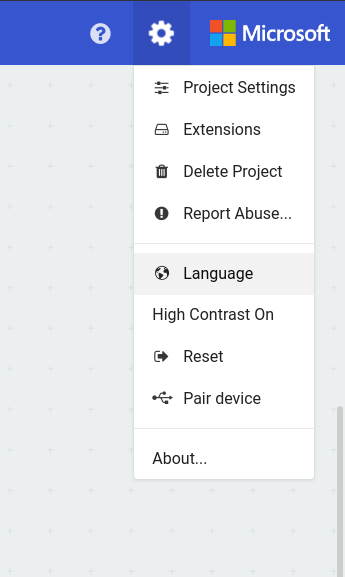 Microsoft
Project Settings
Extensions
Delete Project
Report Abuse...
Language
High Contrast On
Reset
Pair device
About...